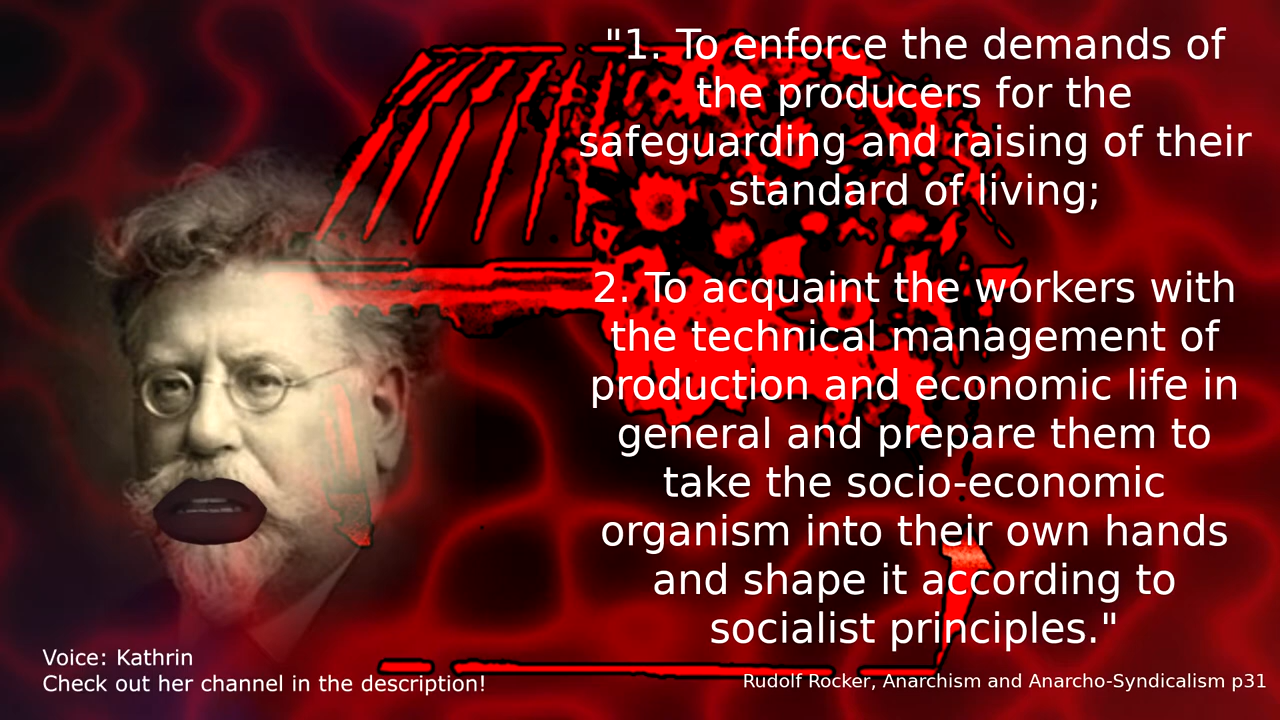 "1. To enforce the demands of
the producers for the
safeguarding and raising of their
standard of living;
2. To acquaint the workers with
the technical management of
production and economic life in
general and prepare them to
take the socio-economic
organism into their own hands
and shape it according to
socialist principles."
Voice: Kathrin
Check out her channel in the description!
Rudolf Rocker, Anarchism and Anarcho-Syndicalism p31